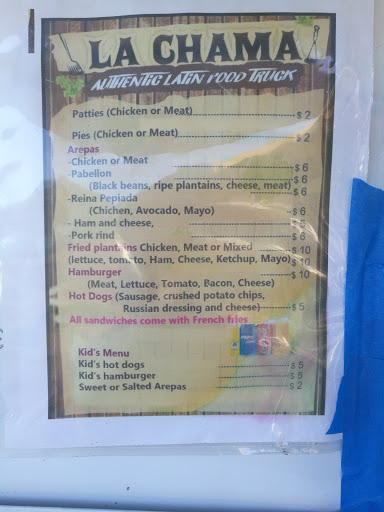 LA CHAMA
AUTHENTIC LATIN FOOD TRUCK
Patties (Chicken or Meat) $ 2
Pies (Chicken or Meat) $ 2
Arepas
-Chicken or Meat $ 6
-Pabellon $ 6
(Black beans, ripe plantains, cheese, meat) $ 6
-Reina Pepiada
(Chichen, Avocado, Mayo) $ 6
- Ham and cheese, $ 5
-Pork rind $ 6
Fried plantains Chicken, Meat or Mixed $ 10
(lettuce, tomato, Ham, Cheese, Ketchup, Mayo) $ 10
Hamburger $ 10
(Meat, Lettuce, Tomato, Bacon, Cheese)
Hot Dogs (Sausage, crushed potato chips,
Russian dressing and cheese) $ 5
All sandwiches come with French fries
Kid's Menu
Kid's hot dogs $ 5
Kid's hamburger $ 5
Sweet or Salted Arepas $ 2